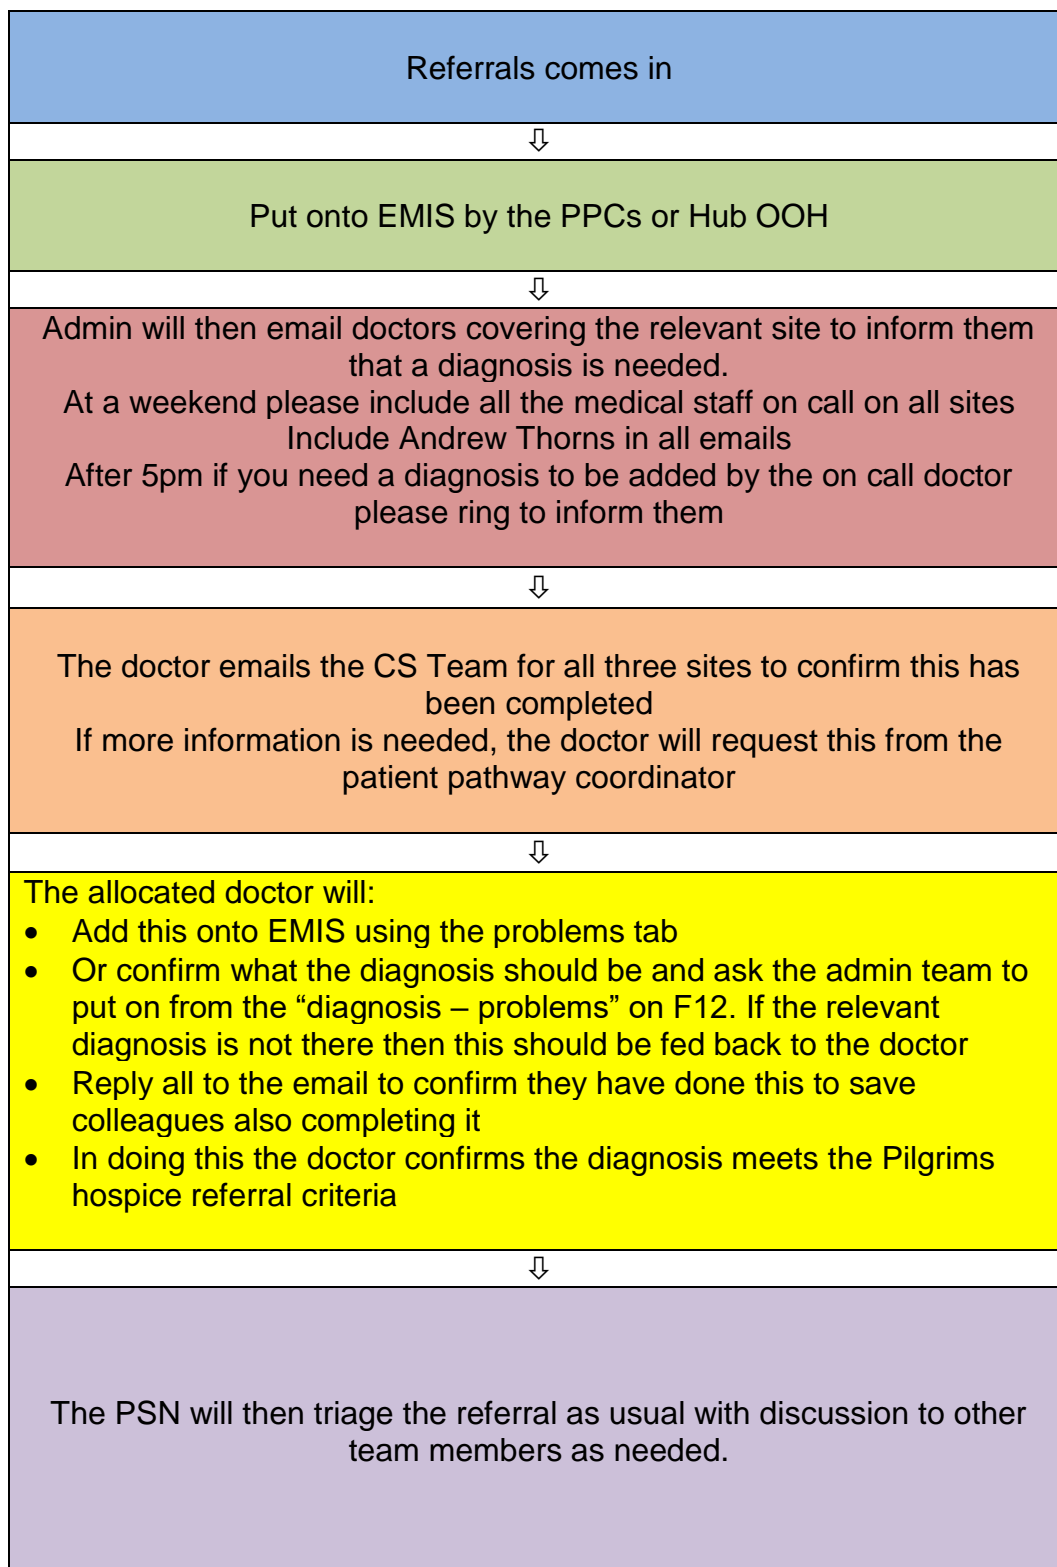 Referrals comes in
⇩
Put onto EMIS by the PPCs or Hub OOH
⇩
Admin will then email doctors covering the relevant site to inform them
that a diagnosis is needed.
At a weekend please include all the medical staff on call on all sites
Include Andrew Thorns in all emails
After 5pm if you need a diagnosis to be added by the on call doctor
please ring to inform them
⇩
The doctor emails the CS Team for all three sites to confirm this has
been completed
If more information is needed, the doctor will request this from the
patient pathway coordinator
⇩
The allocated doctor will:
• Add this onto EMIS using the problems tab
• Or confirm what the diagnosis should be and ask the admin team to
put on from the “diagnosis – problems” on F12. If the relevant
diagnosis is not there then this should be fed back to the doctor
• Reply all to the email to confirm they have done this to save
colleagues also completing it
• In doing this the doctor confirms the diagnosis meets the Pilgrims
hospice referral criteria
⇩
The PSN will then triage the referral as usual with discussion to other
team members as needed.